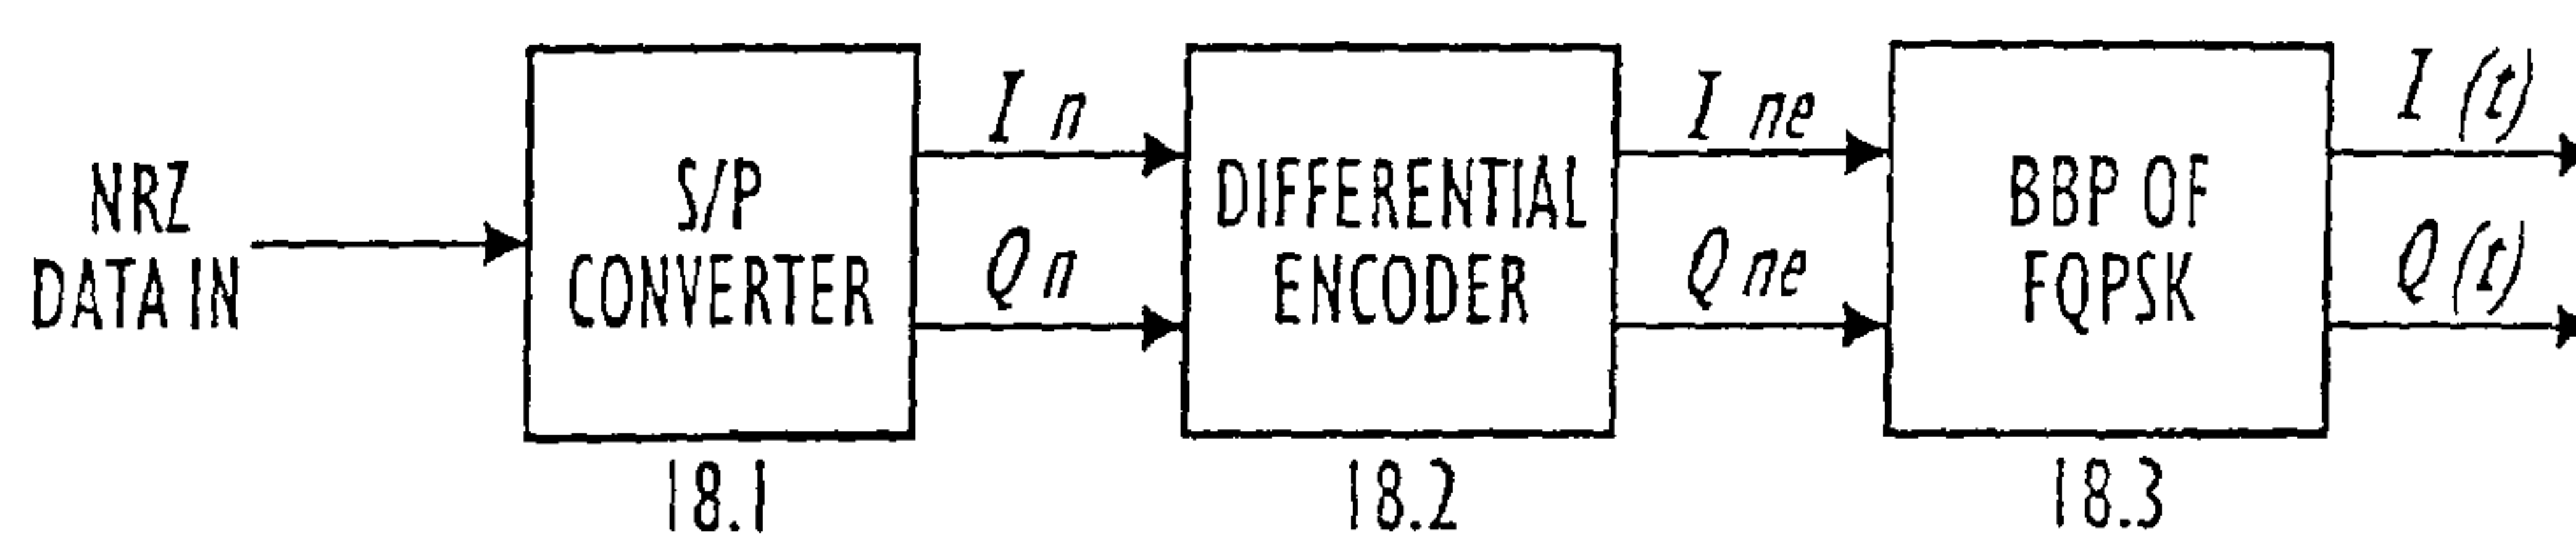 NRZ
DATA IN
S/P
CONVERTER
18.1
I n
Q n
DIFFERENTIAL
ENCODER
18.2
I ne
Q ne
BBP OF
FQPSK
18.3
I (t)
Q (t)